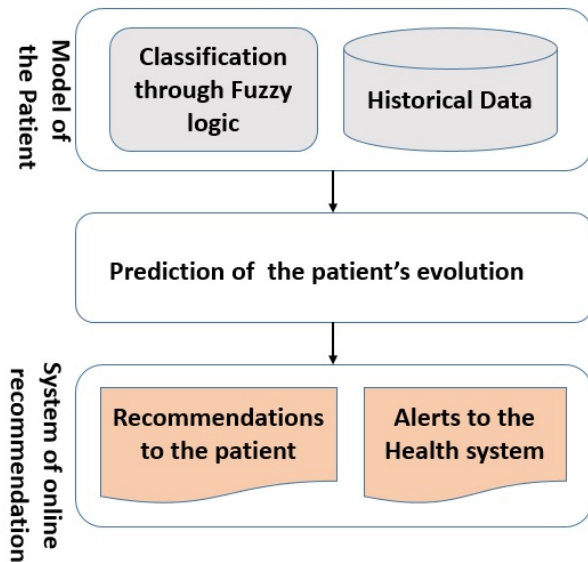 Model of
the Patient
Classification
through Fuzzy
logic
Historical Data
Prediction of  the patient's evolution
System of online
recommendation
Recommendations
to the patient
Alerts to the
Health system